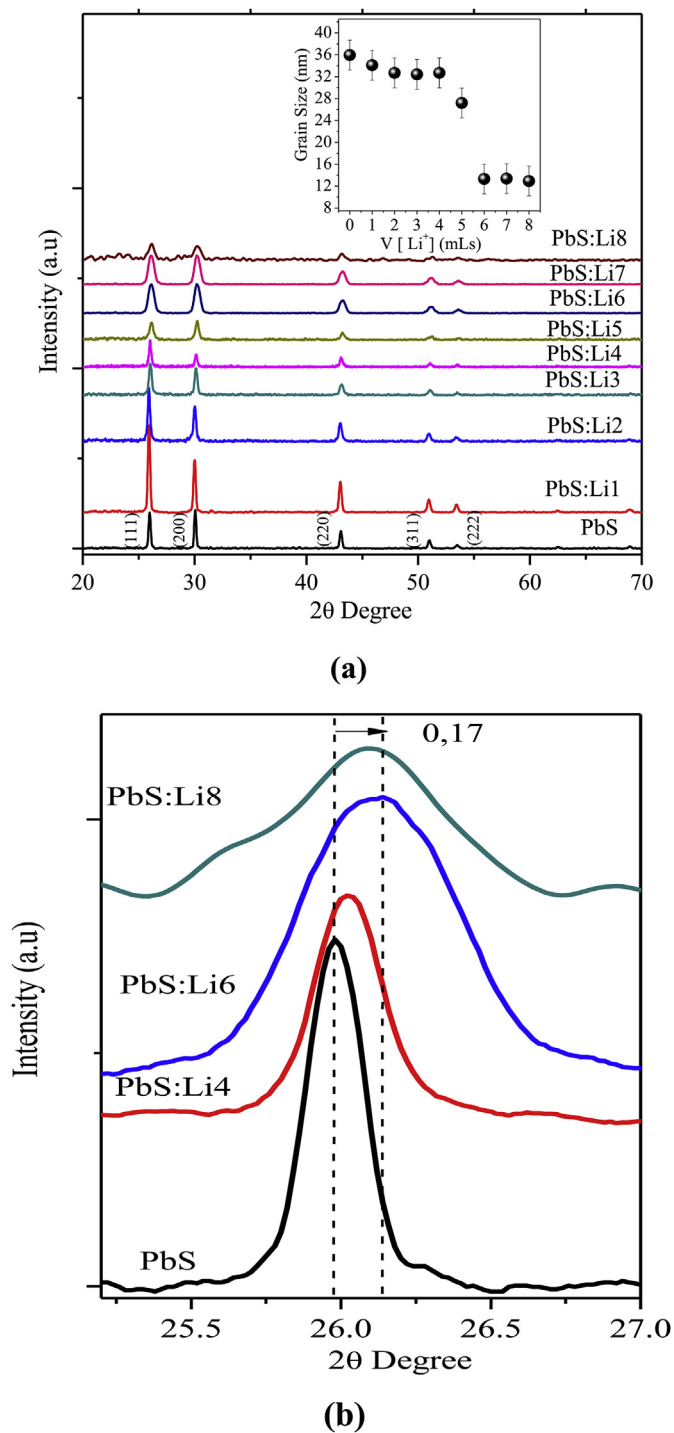 40
36
32
28
24
20
16
12
8
Grain Size (nm)
0 1 2 3 4 5 6 7 8
V [ Li+] (mLs)
Intensity (a.u)
PbS:Li8
PbS:Li7
PbS:Li6
PbS:Li5
PbS:Li4
PbS:Li3
PbS:Li2
PbS:Li1
PbS
(111)
(200)
(220)
(311)
(222)
20 30 40 50 60 70
2θ Degree
(a)
0,17
PbS:Li8
PbS:Li6
PbS:Li4
PbS
Intensity (a.u)
25.5 26.0 26.5 27.0
2θ Degree
(b)